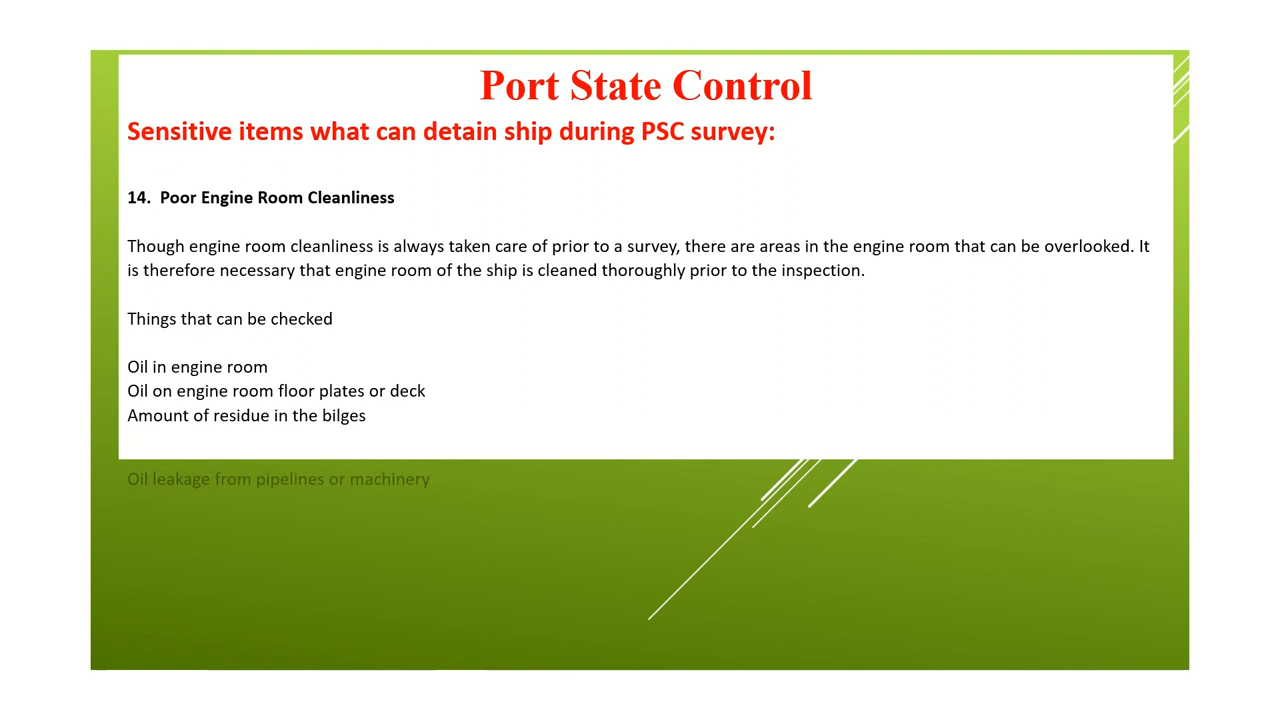 Port State Control
Sensitive items what can detain ship during PSC survey:
14. Poor Engine Room Cleanliness
Though engine room cleanliness is always taken care of prior to a survey, there are areas in the engine room that can be overlooked. It
is therefore necessary that engine room of the ship is cleaned thoroughly prior to the inspection.
Things that can be checked
Oil in engine room
Oil on engine room floor plates or deck
Amount of residue in the bilges
Oil leakage from pipelines or machinery